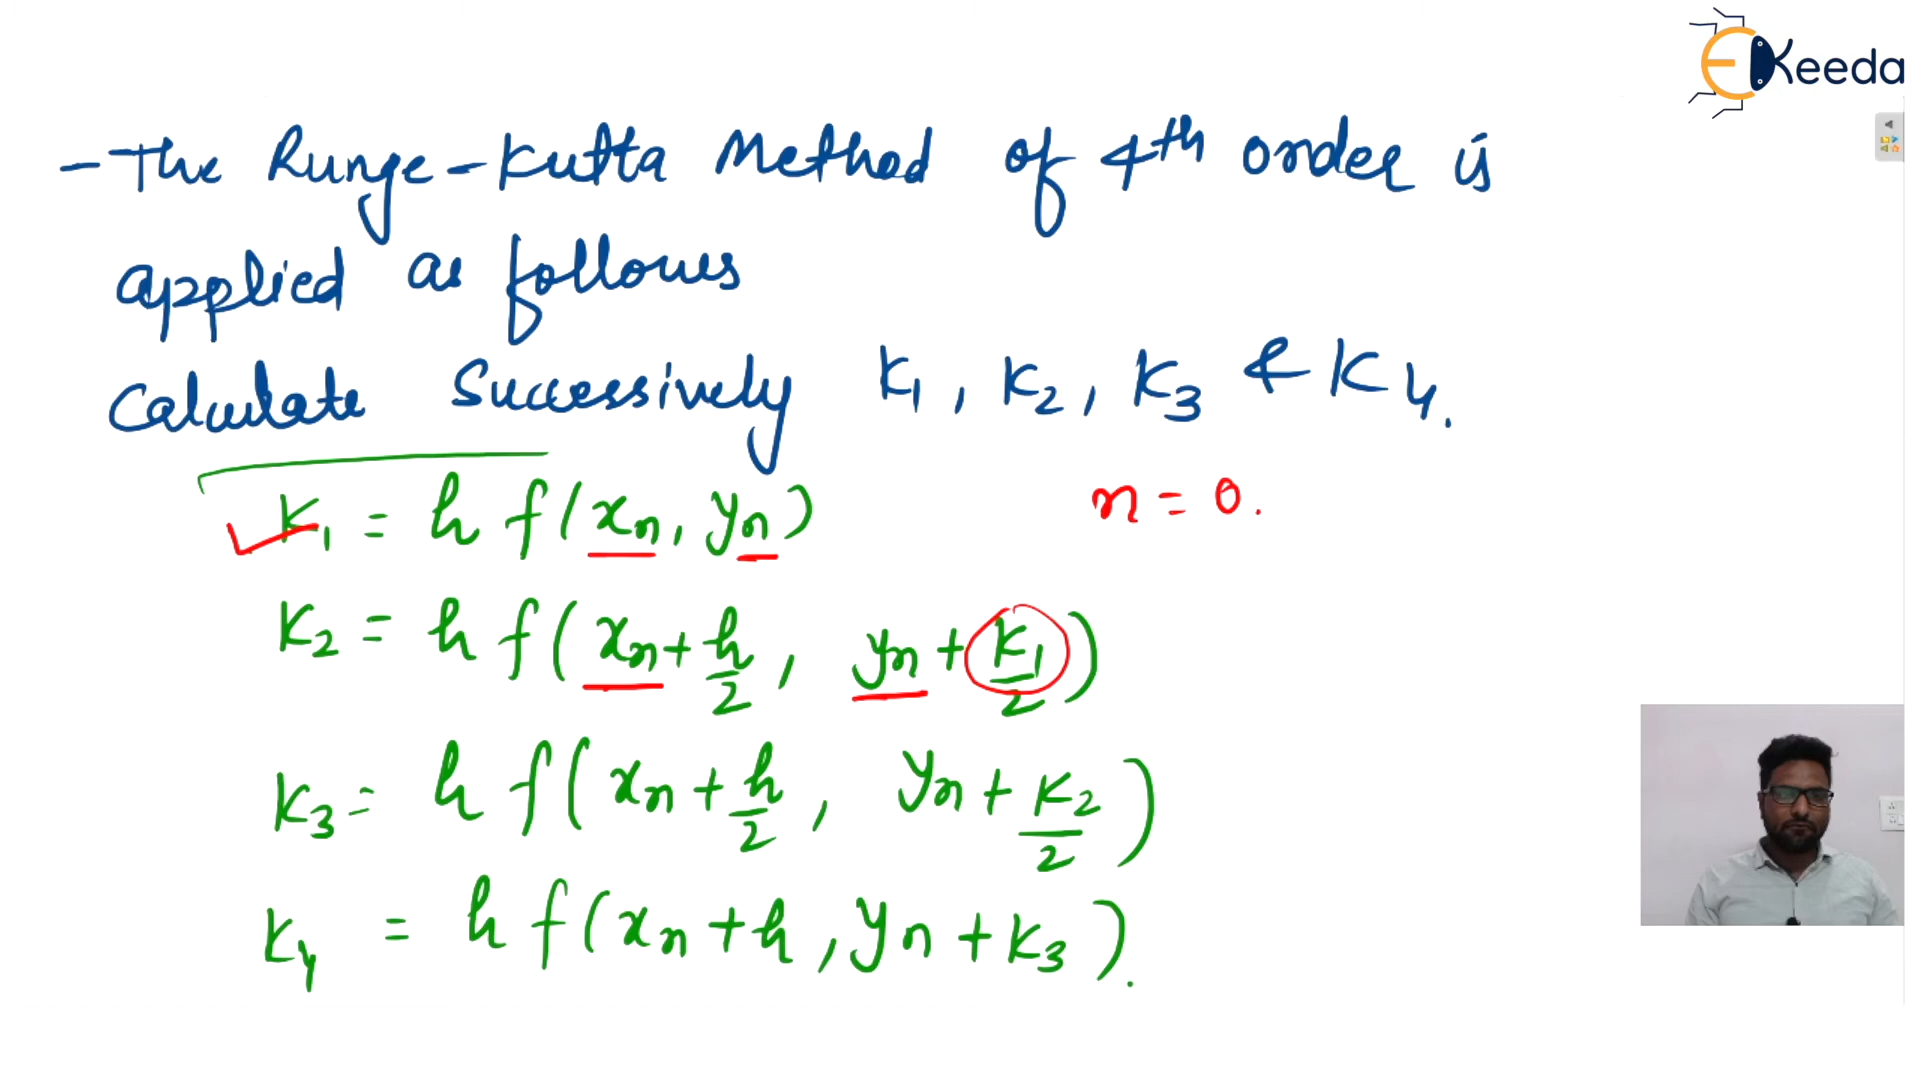 EKeeda
- The Runge-Kutta Method of 4th order is
applied as follows
Calculate Successively K₁, K₂, K₃ & K₄.
K₁ = h f(xₙ, yₙ)
n = 0.
K₂ = h f(xₙ + h/2, yₙ + K₁/2)
K₃ = h f(xₙ + h/2, yₙ + K₂/2)
K₄ = h f(xₙ + h, yₙ + K₃).